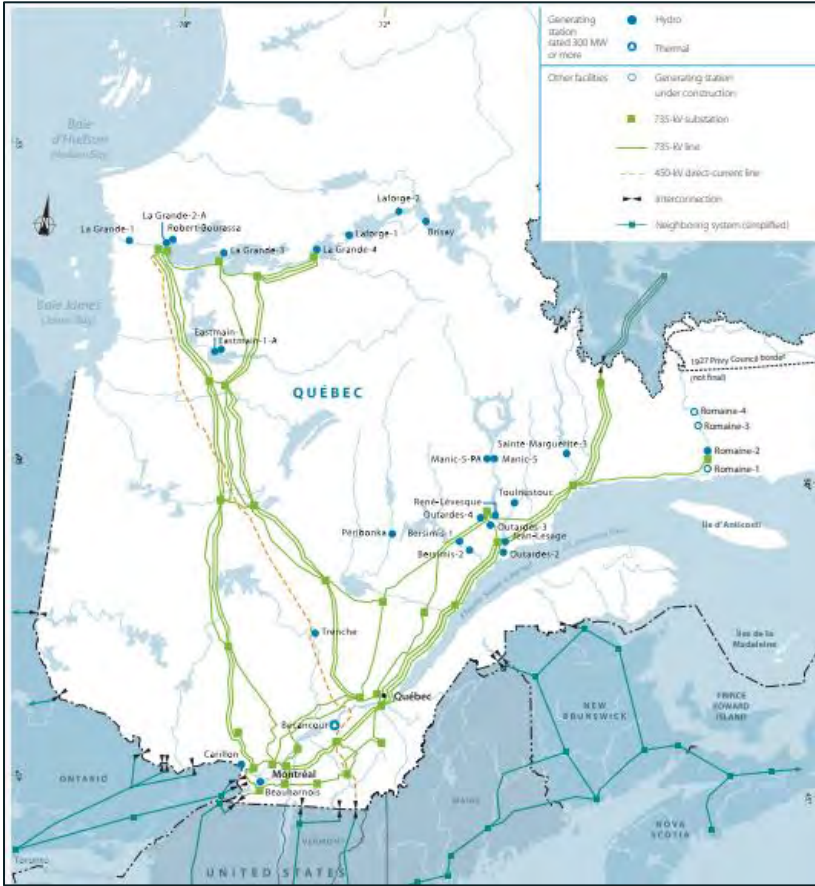 78°
72°
Generating
station
rated 300 MW
or more
Hydro
Thermal
Other facilities
Generating station
under construction
735-kV substation
735-kV line
450-kV direct-current line
Interconnection
Neighboring system (simplified)
Baie
d'Hudson
(Hudson Bay)
55°
Laforge-2
La Grande-2-A
Robert-Bourassa
La Grande-1
Laforge-1
Brisay
La Grande-3
La Grande-4
Baie James
(James Bay)
Eastmain-1
Eastmain-1-A
1927 Privy Council border
(not final)
QUÉBEC
Romaine-4
Romaine-3
Sainte-Marguerite-3
Romaine-2
Manic-5-PA
Manic-5
Romaine-1
Toulnustouc
René-Lévesque
Outardes-4
Île d'Anticosti
Outardes-3
Péribonka
Bersimis-1
Jean-Lesage
Bersimis-2
Outardes-2
Trenche
Îles de la
Madeleine
Québec
NEW
BRUNSWICK
PRINCE
EDWARD
ISLAND
Bécancour
Carillon
Montréal
45°
ONTARIO
Beauharnois
MAINE
NOVA
SCOTIA
VERMONT
Toronto
UNITED STATES